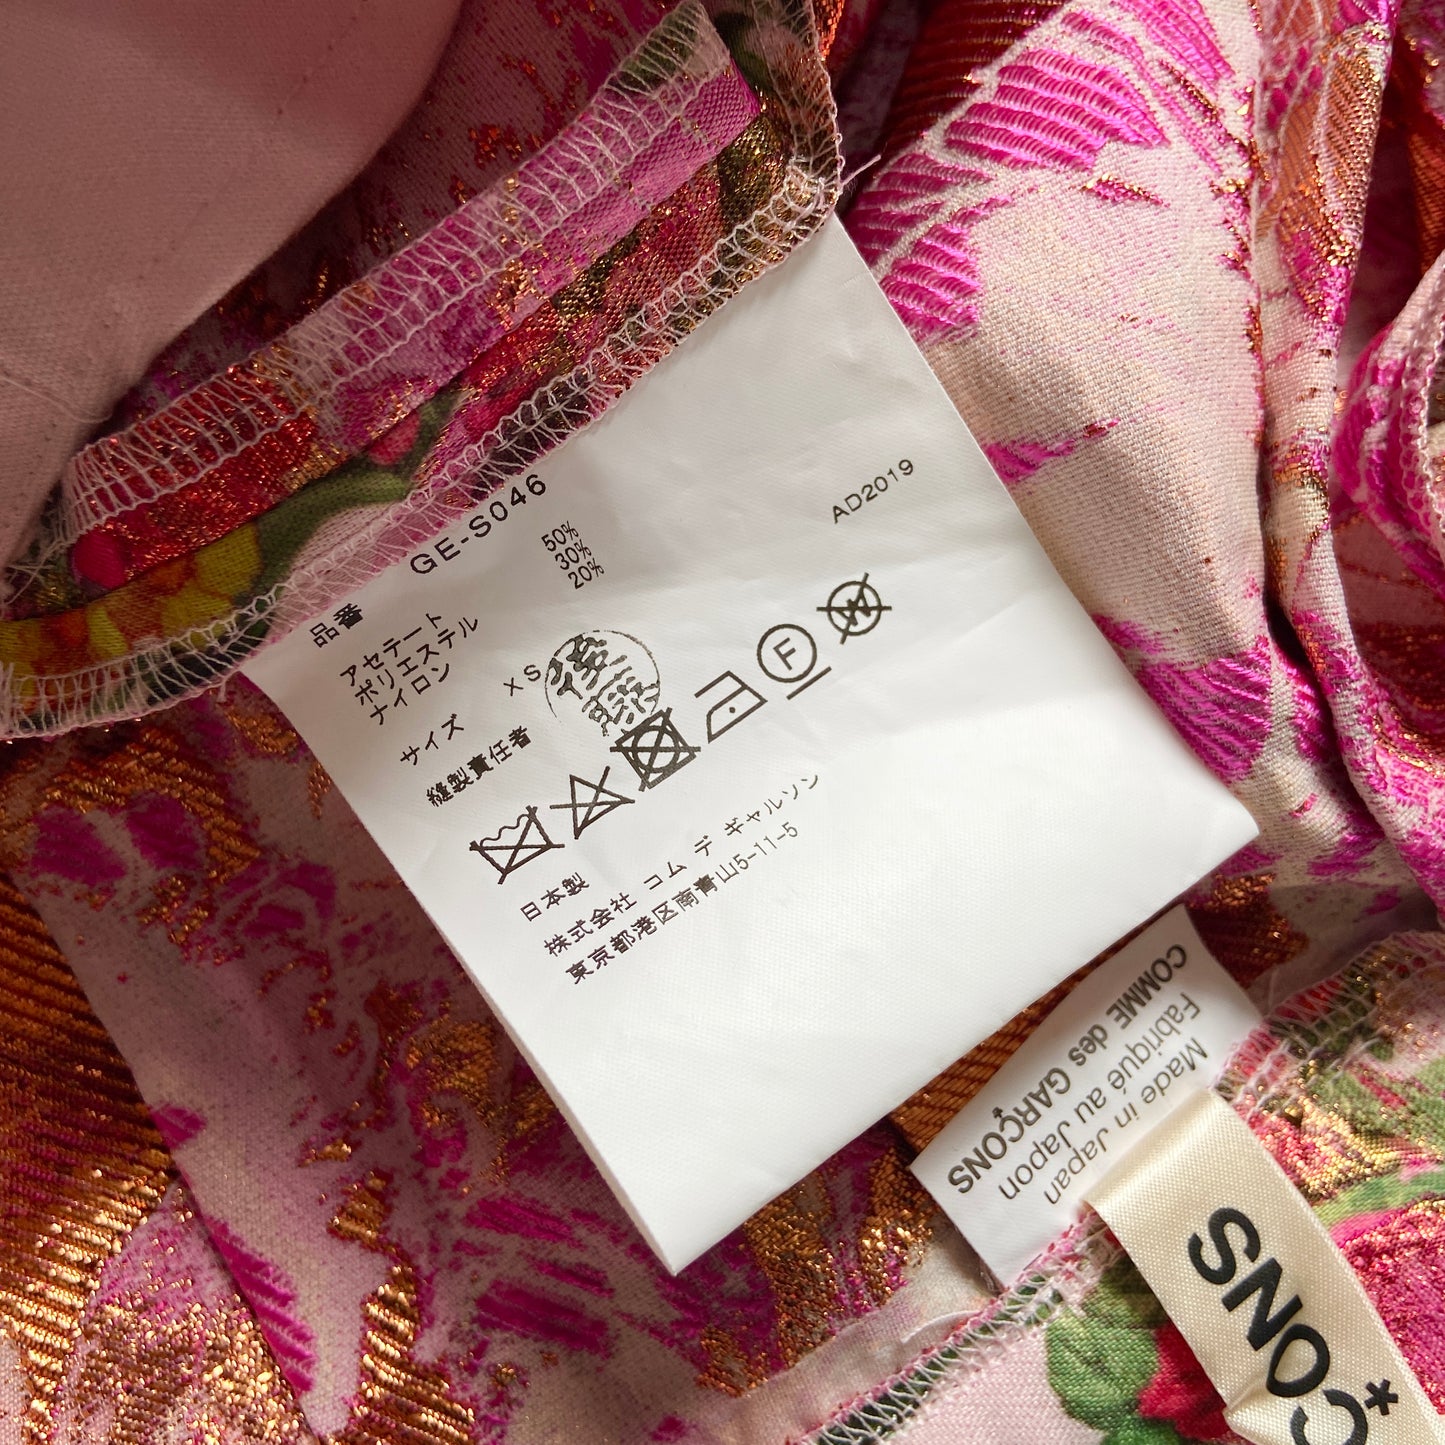 品番 GE-S046
アセテート 50%
ポリエステル 30%
ナイロン 20%
AD2019
サイズ XS
縫製責任者
F
W
日本製
株式会社 コム デ ギャルソン
東京都港区南青山5-11-5
COMME des GARÇONS
Fabriqué au Japon
Made in Japan
ÇONS